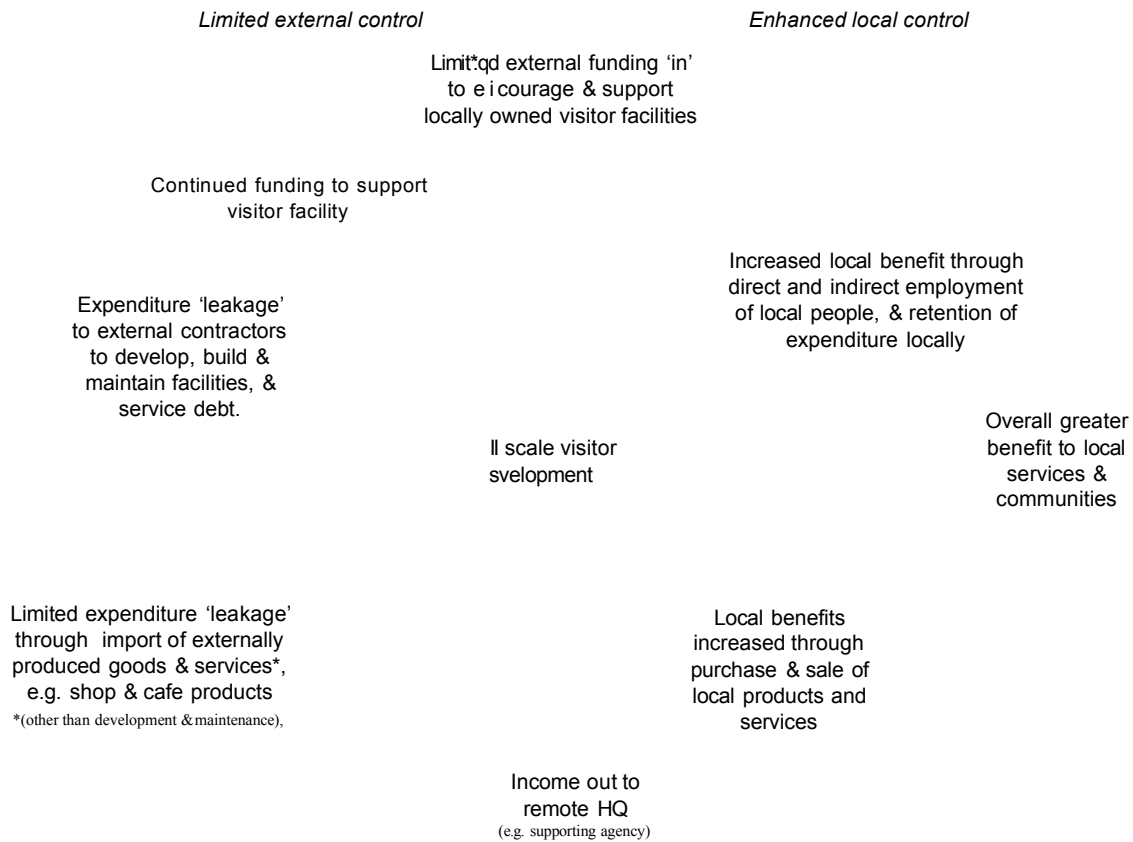 Limited external control
Enhanced local control
Limit*:qd external funding ‘in’
to e i courage & support
locally owned visitor facilities
Continued funding to support
visitor facility
Increased local benefit through
direct and indirect employment
of local people, & retention of
expenditure locally
Expenditure ‘leakage’
to external contractors
to develop, build &
maintain facilities, &
service debt.
Overall greater
benefit to local
services &
communities
ll scale visitor
svelopment
Limited expenditure ‘leakage’
through import of externally
produced goods & services*,
e.g. shop & cafe products
*(other than development & maintenance),
Local benefits
increased through
purchase & sale of
local products and
services
Income out to
remote HQ
(e.g. supporting agency)